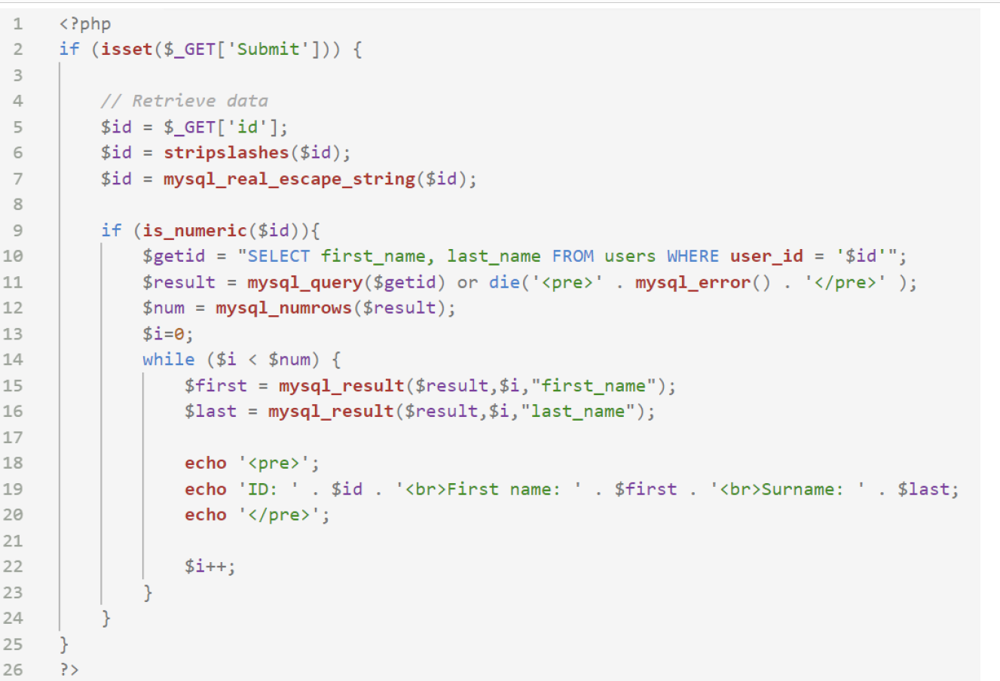 1 <?php
2 if (isset($_GET['Submit'])) {
3
4 // Retrieve data
5 $id = $_GET['id'];
6 $id = stripslashes($id);
7 $id = mysql_real_escape_string($id);
8
9 if (is_numeric($id)){
10 $getid = "SELECT first_name, last_name FROM users WHERE user_id = '$id'";
11 $result = mysql_query($getid) or die('<pre>' . mysql_error() . '</pre>' );
12 $num = mysql_numrows($result);
13 $i=0;
14 while ($i < $num) {
15 $first = mysql_result($result,$i,"first_name");
16 $last = mysql_result($result,$i,"last_name");
17
18 echo '<pre>';
19 echo 'ID: ' . $id . '<br>First name: ' . $first . '<br>Surname: ' . $last;
20 echo '</pre>';
21
22 $i++;
23 }
24 }
25 }
26 ?>